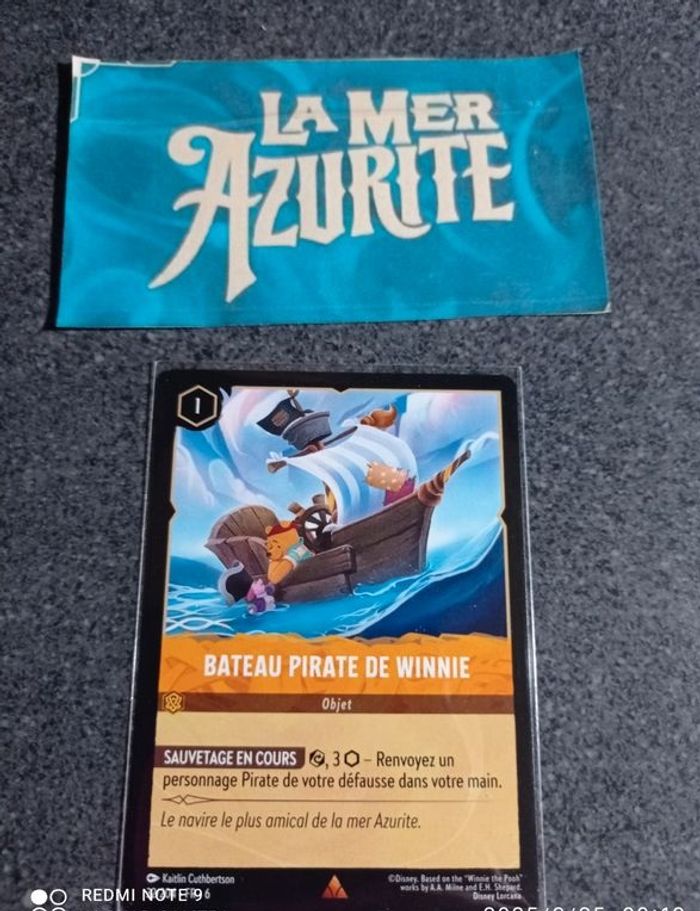 LA MER
AZURITE
1
BATEAU PIRATE DE WINNIE
Objet
SAUVETAGE EN COURS , 3 – Renvoyez un
personnage Pirate de votre défausse dans votre main.
Le navire le plus amical de la mer Azurite.
Kaitlin Cuthbertson
©Disney. Based on the "Winnie the Pooh"
works by A.A. Milne and E.H. Shepard.
Disney Lorcana
REDMI NOTE 9